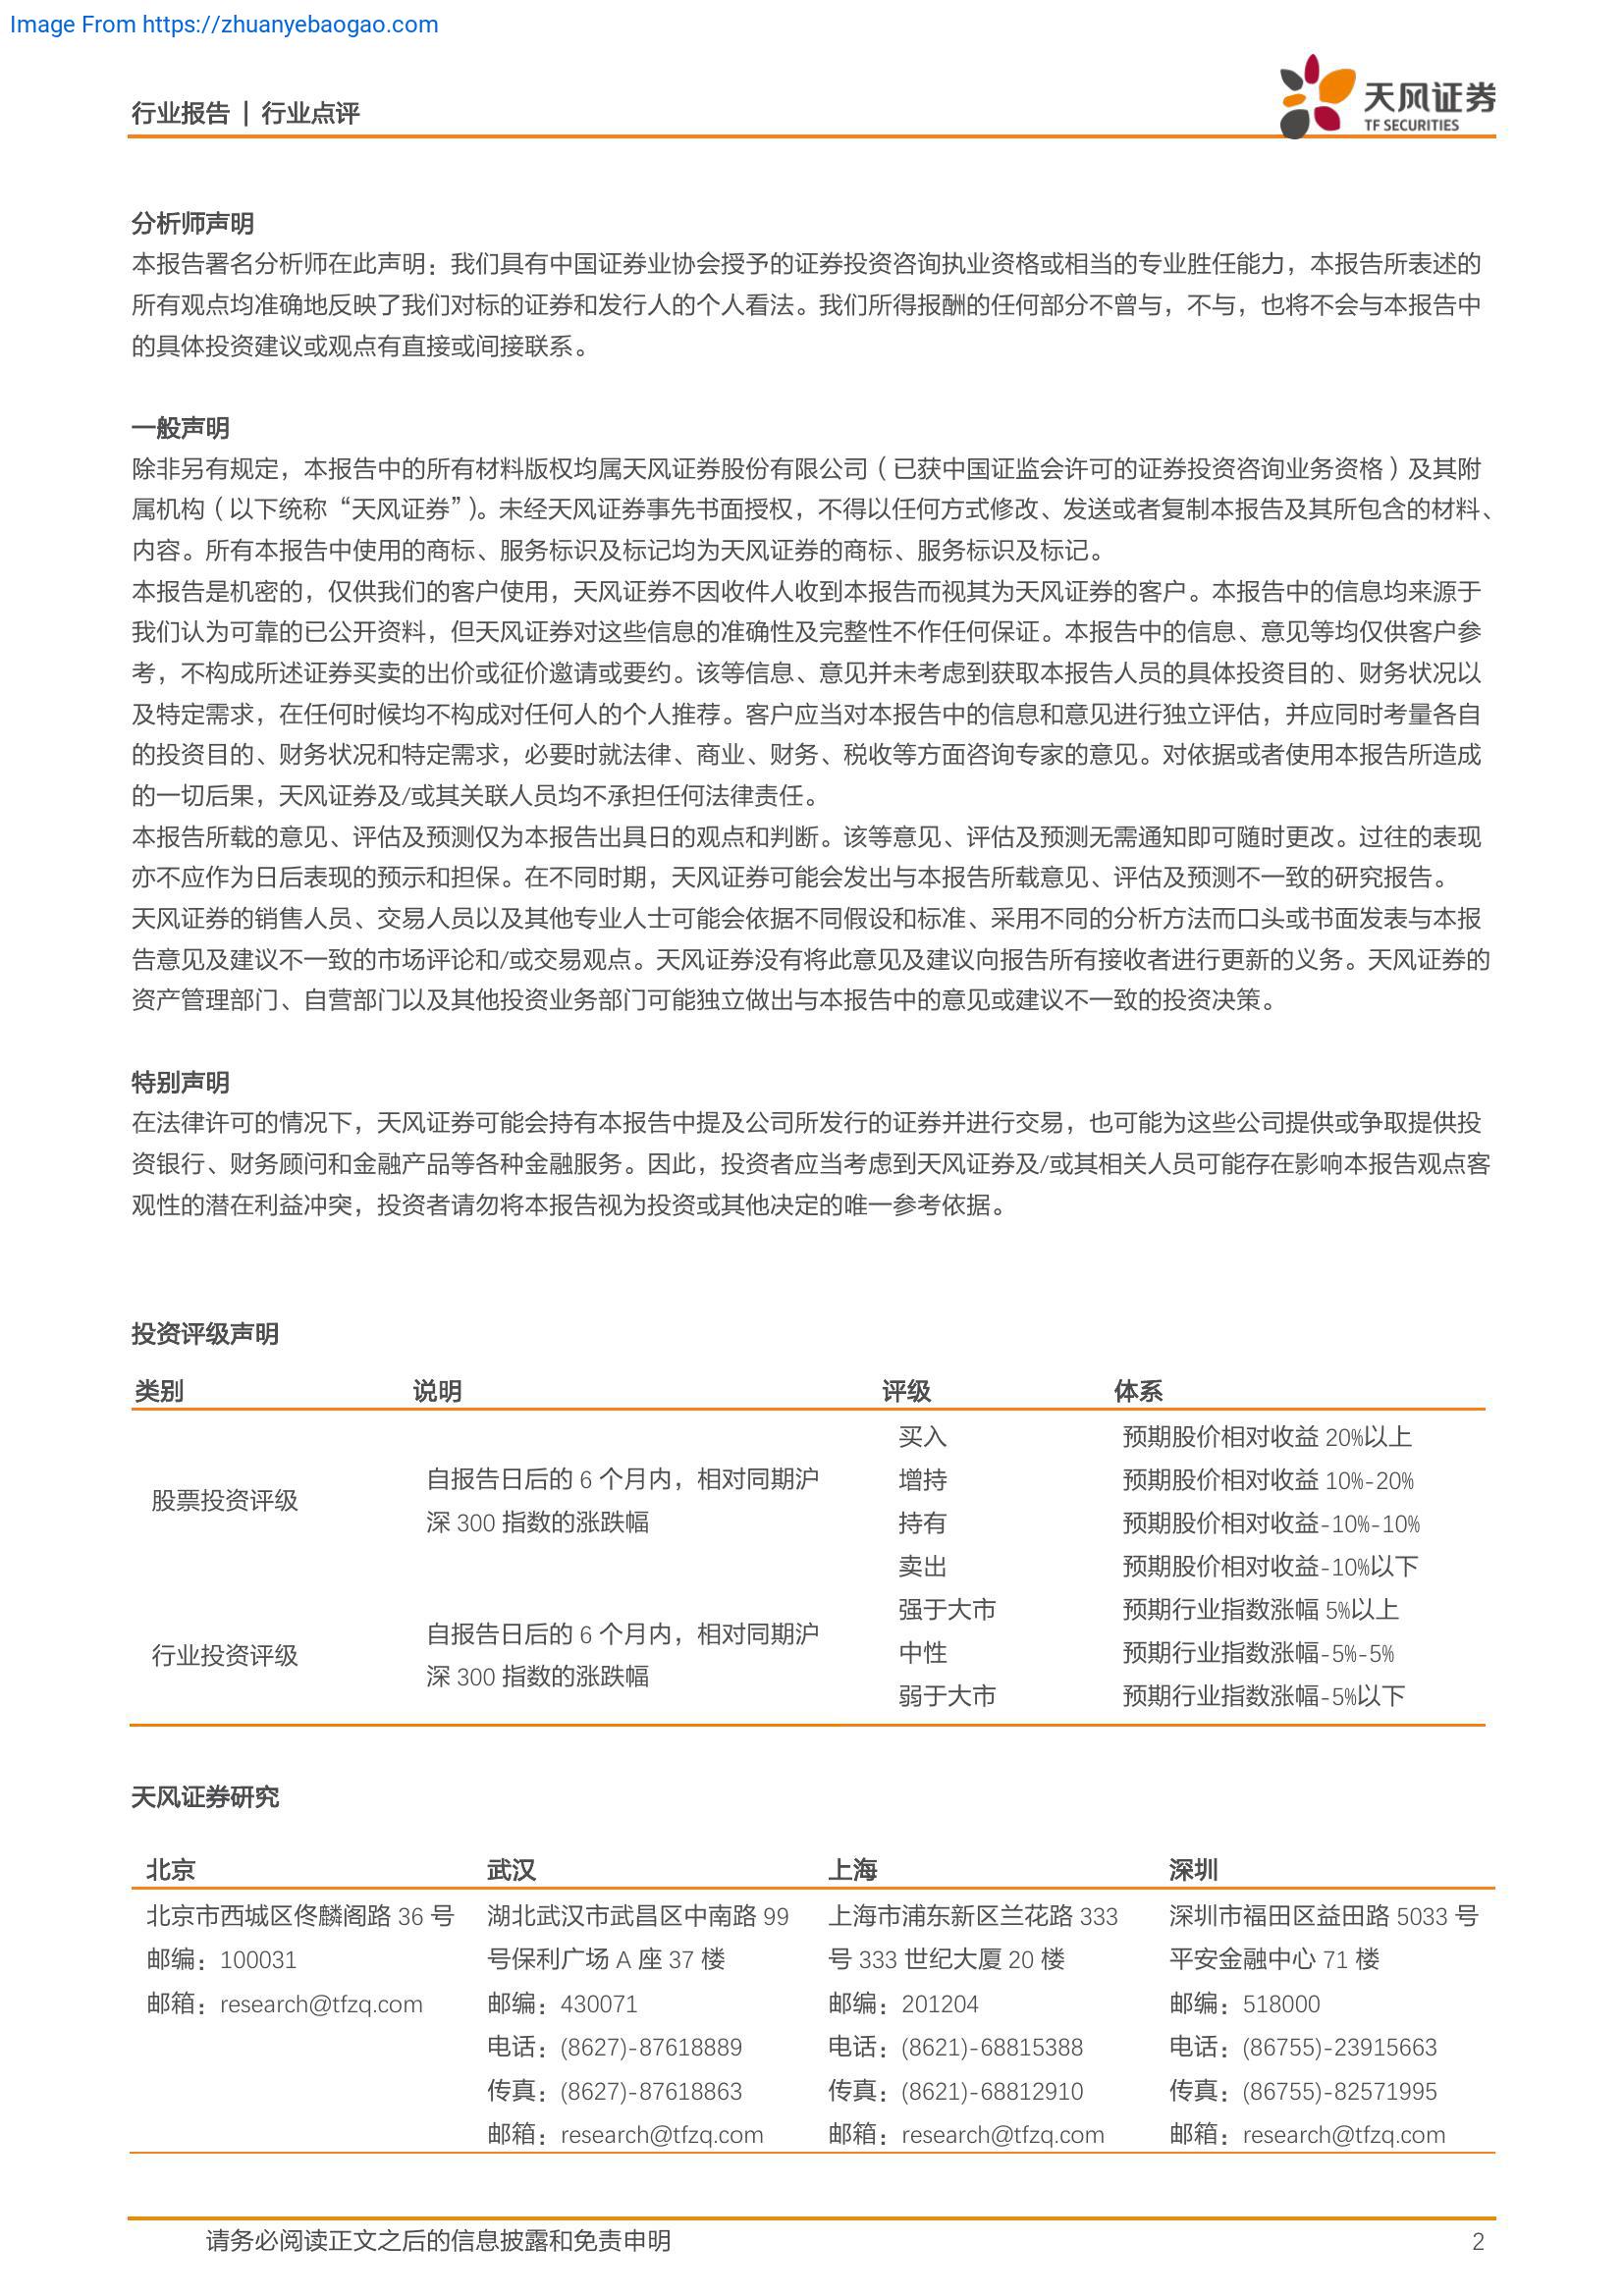 Image From https://zhuanyebaogao.com
行业报告 | 行业点评
天风证券
TF SECURITIES
分析师声明
本报告署名分析师在此声明：我们具有中国证券业协会授予的证券投资咨询执业资格或相当的专业胜任能力，本报告所表述的
所有观点均准确地反映了我们对标的证券和发行人的个人看法。我们所得报酬的任何部分不曾与，不与，也将不会与本报告中
的具体投资建议或观点有直接或间接联系。
一般声明
除非另有规定，本报告中的所有材料版权均属天风证券股份有限公司（已获中国证监会许可的证券投资咨询业务资格）及其附
属机构（以下统称“天风证券”）。未经天风证券事先书面授权，不得以任何方式修改、发送或者复制本报告及其所包含的材料、
内容。所有本报告中使用的商标、服务标识及标记均为天风证券的商标、服务标识及标记。
本报告是机密的，仅供我们的客户使用，天风证券不因收件人收到本报告而视其为天风证券的客户。本报告中的信息均来源于
我们认为可靠的已公开资料，但天风证券对这些信息的准确性及完整性不作任何保证。本报告中的信息、意见等均仅供客户参
考，不构成所述证券买卖的出价或征价邀请或要约。该等信息、意见并未考虑到获取本报告人员的具体投资目的、财务状况以
及特定需求，在任何时候均不构成对任何人的个人推荐。客户应当对本报告中的信息和意见进行独立评估，并应同时考量各自
的投资目的、财务状况和特定需求，必要时就法律、商业、财务、税收等方面咨询专家的意见。对依据或者使用本报告所造成
的一切后果，天风证券及/或其关联人员均不承担任何法律责任。
本报告所载的意见、评估及预测仅为本报告出具日的观点和判断。该等意见、评估及预测无需通知即可随时更改。过往的表现
亦不应作为日后表现的预示和担保。在不同时期，天风证券可能会发出与本报告所载意见、评估及预测不一致的研究报告。
天风证券的销售人员、交易人员以及其他专业人士可能会依据不同假设和标准、采用不同的分析方法而口头或书面发表与本报
告意见及建议不一致的市场评论和/或交易观点。天风证券没有将此意见及建议向报告所有接收者进行更新的义务。天风证券的
资产管理部门、自营部门以及其他投资业务部门可能独立做出与本报告中的意见或建议不一致的投资决策。
特别声明
在法律许可的情况下，天风证券可能会持有本报告中提及公司所发行的证券并进行交易，也可能为这些公司提供或争取提供投
资银行、财务顾问和金融产品等各种金融服务。因此，投资者应当考虑到天风证券及/或其相关人员可能存在影响本报告观点客
观性的潜在利益冲突，投资者请勿将本报告视为投资或其他决定的唯一参考依据。
投资评级声明
类别 说明 评级 体系
股票投资评级
自报告日后的 6 个月内，相对同期沪
深 300 指数的涨跌幅
买入 预期股价相对收益 20%以上
增持 预期股价相对收益 10%-20%
持有 预期股价相对收益-10%-10%
卖出 预期股价相对收益-10%以下
行业投资评级
自报告日后的 6 个月内，相对同期沪
深 300 指数的涨跌幅
强于大市 预期行业指数涨幅 5%以上
中性 预期行业指数涨幅-5%-5%
弱于大市 预期行业指数涨幅-5%以下
天风证券研究
北京 武汉 上海 深圳
北京市西城区佟麟阁路 36 号 湖北武汉市武昌区中南路 99 上海市浦东新区兰花路 333 深圳市福田区益田路 5033 号
邮编：100031 号保利广场 A 座 37 楼 号 333 世纪大厦 20 楼 平安金融中心 71 楼
邮箱：research@tfzq.com 邮编：430071 邮编：201204 邮编：518000
电话：(8627)-87618889 电话：(8621)-68815388 电话：(86755)-23915663
传真：(8627)-87618863 传真：(8621)-68812910 传真：(86755)-82571995
邮箱：research@tfzq.com 邮箱：research@tfzq.com 邮箱：research@tfzq.com
请务必阅读正文之后的信息披露和免责申明 2